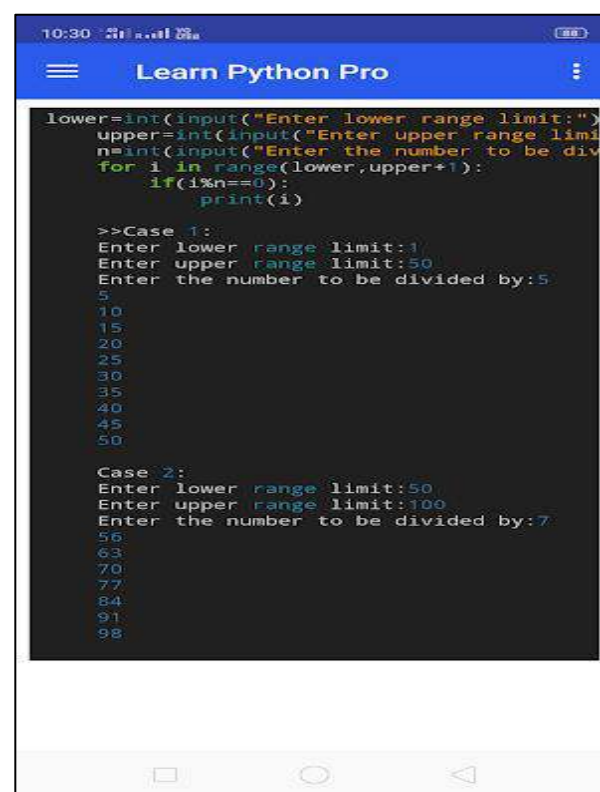 10:30
88
Learn Python Pro
lower=int(input("Enter lower range limit:")
upper=int(input("Enter upper range limi
n=int(input("Enter the number to be div
for i in range(lower,upper+1):
if(i%n==0):
print(i)
>>Case 1:
Enter lower range limit:1
Enter upper range limit:50
Enter the number to be divided by:5
5
10
15
20
25
30
35
40
45
50
Case 2:
Enter lower range limit:50
Enter upper range limit:100
Enter the number to be divided by:7
56
63
70
77
84
91
98